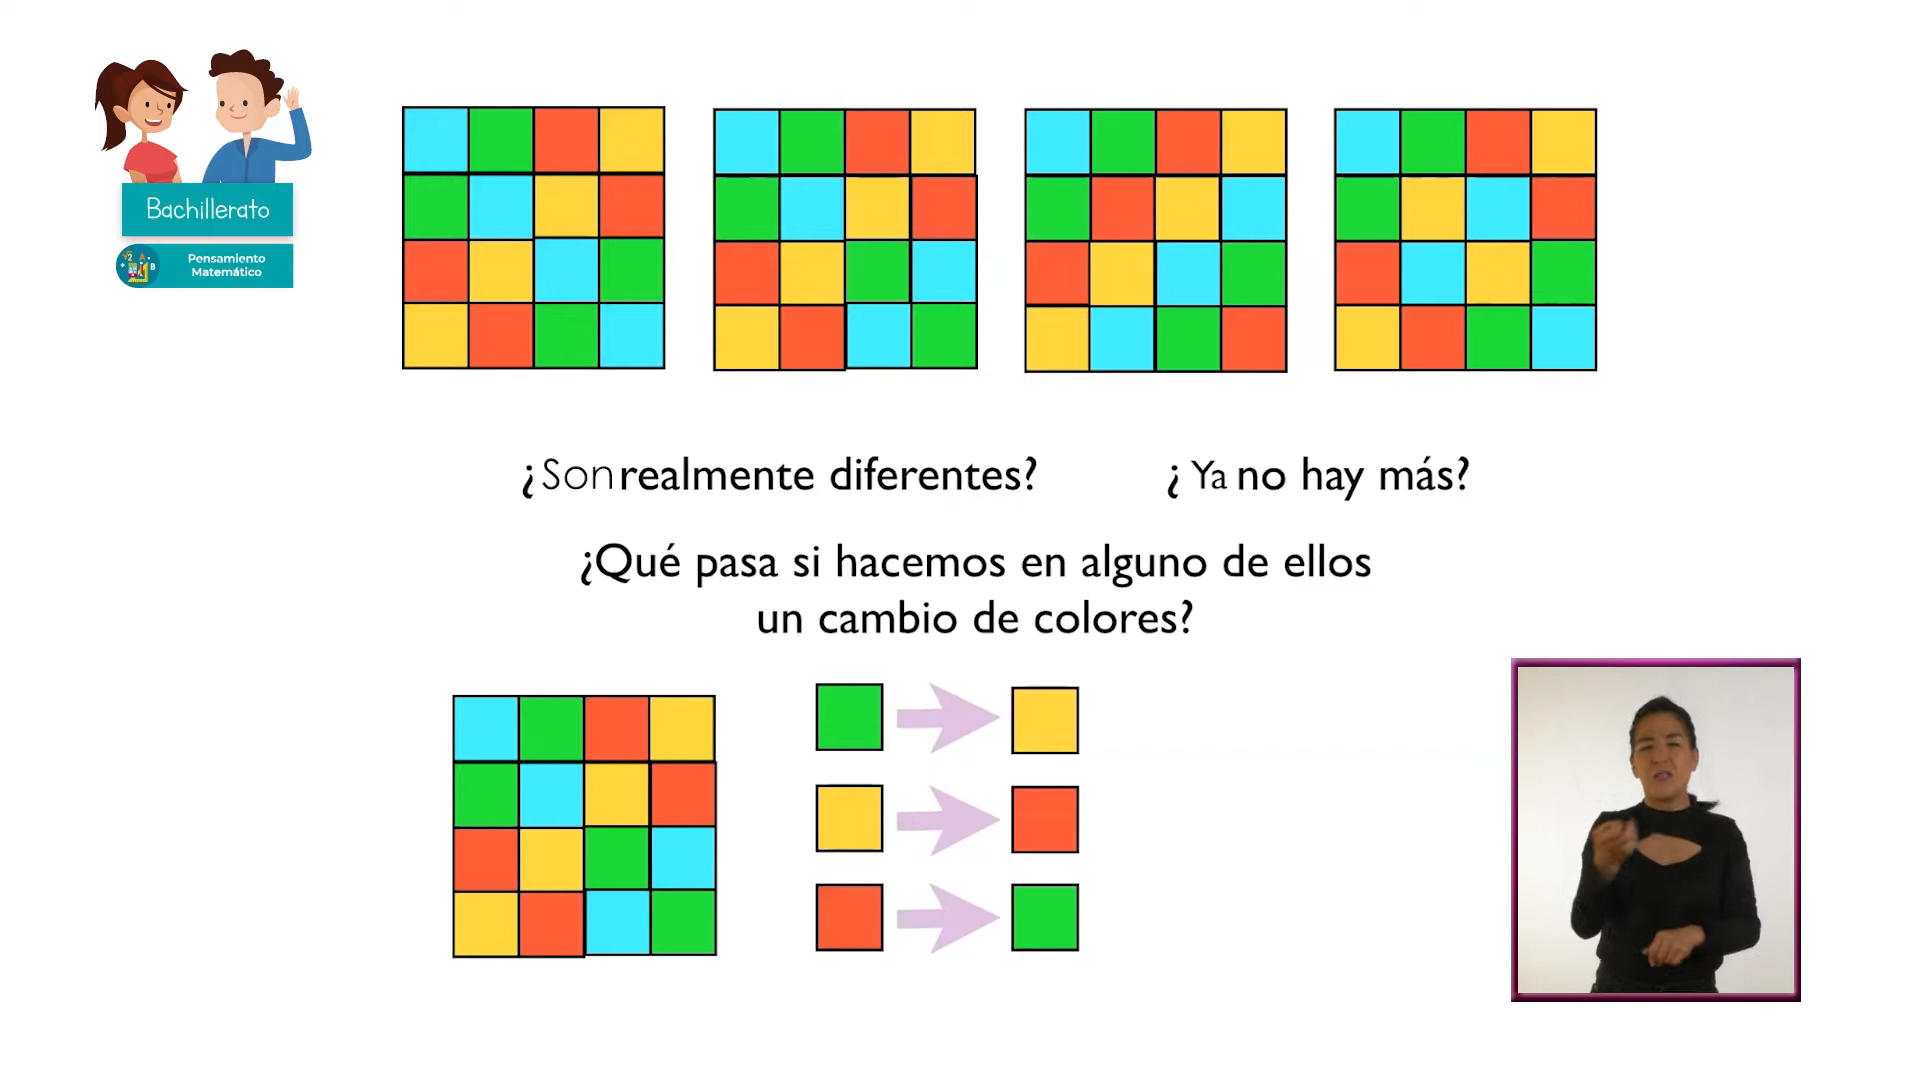 Bachillerato
Pensamiento
Matemático
¿Son realmente diferentes?
¿Ya no hay más?
¿Qué pasa si hacemos en alguno de ellos
un cambio de colores?